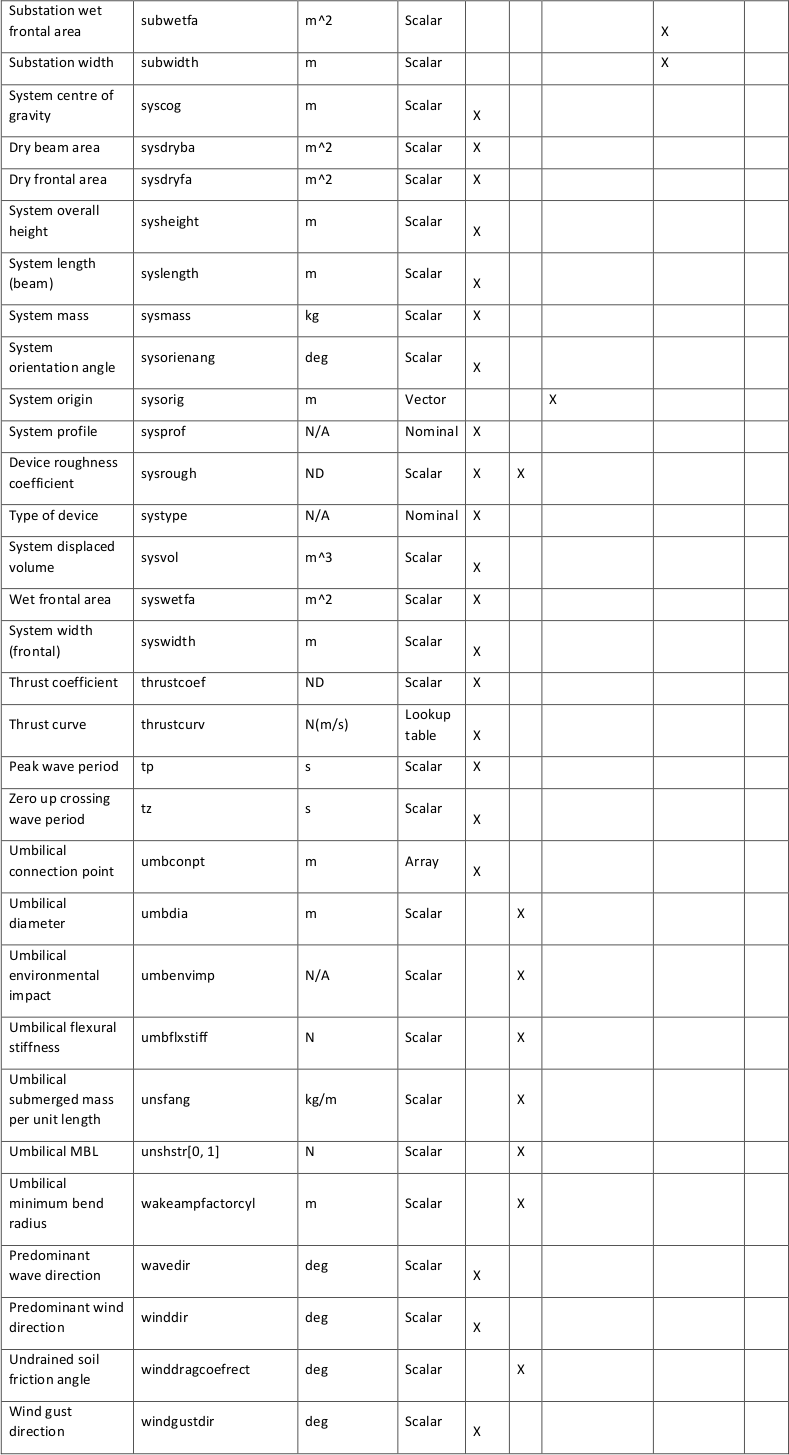 Substation wet
frontal area subwetfa m^2 Scalar X
Substation width subwidth m Scalar X
System centre of
gravity syscog m Scalar X
Dry beam area sysdryba m^2 Scalar X
Dry frontal area sysdryfa m^2 Scalar X
System overall
height sysheight m Scalar X
System length
(beam) syslength m Scalar X
System mass sysmass kg Scalar X
System
orientation angle sysorienang deg Scalar X
System origin sysorig m Vector X
System profile sysprof N/A Nominal X
Device roughness
coefficient sysrough ND Scalar X X
Type of device systype N/A Nominal X
System displaced
volume sysvol m^3 Scalar X
Wet frontal area syswetfa m^2 Scalar X
System width
(frontal) syswidth m Scalar X
Thrust coefficient thrustcoef ND Scalar X
Thrust curve thrustcurv N(m/s) Lookup
table X
Peak wave period tp s Scalar X
Zero up crossing
wave period tz s Scalar X
Umbilical
connection point umbconpt m Array X
Umbilical
diameter umbdia m Scalar X
Umbilical
environmental
impact umbenvimp N/A Scalar X
Umbilical flexural
stiffness umbflxstiff N Scalar X
Umbilical
submerged mass
per unit length unsfang kg/m Scalar X
Umbilical MBL unshstr[0, 1] N Scalar X
Umbilical
minimum bend
radius wakeampfactorcyl m Scalar X
Predominant
wave direction wavedir deg Scalar X
Predominant wind
direction winddir deg Scalar X
Undrained soil
friction angle winddragcoefrect deg Scalar X
Wind gust
direction windgustdir deg Scalar X